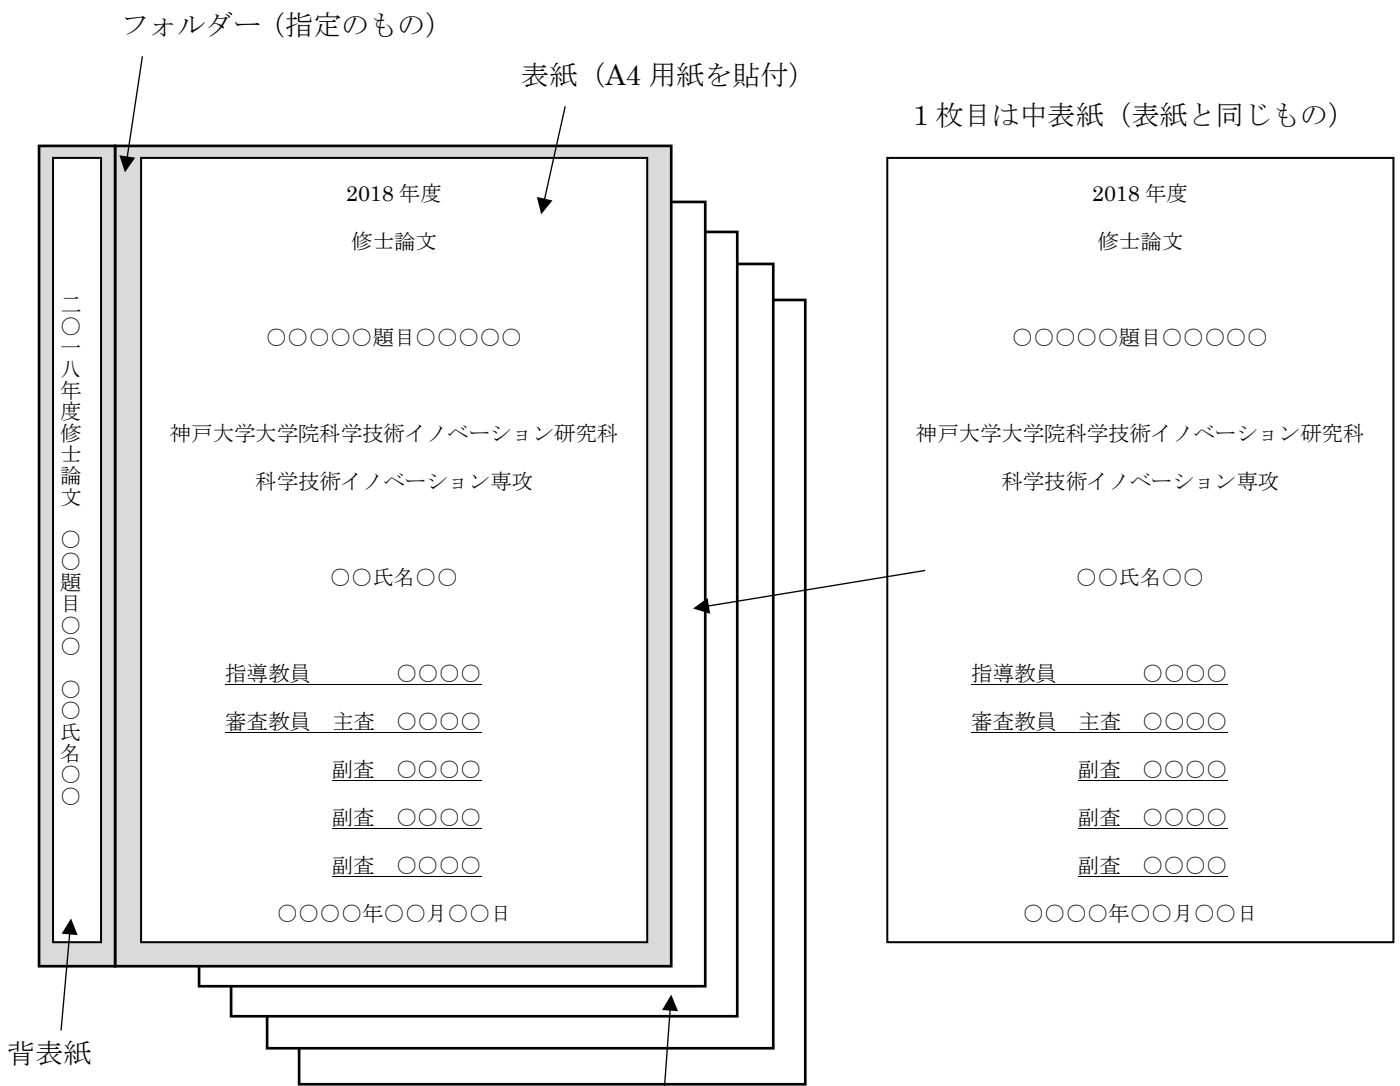 フォルダー（指定のもの）
表紙（A4 用紙を貼付）
1 枚目は中表紙（表紙と同じもの）
二〇一八年度修士論文　〇〇題目〇〇　〇〇氏名〇〇
2018 年度
修士論文
〇〇〇〇〇題目〇〇〇〇〇
神戸大学大学院科学技術イノベーション研究科
科学技術イノベーション専攻
〇〇氏名〇〇
指導教員　　　　〇〇〇〇
審査教員　主査　〇〇〇〇
副査　〇〇〇〇
副査　〇〇〇〇
副査　〇〇〇〇
〇〇〇〇年〇〇月〇〇日
2018 年度
修士論文
〇〇〇〇〇題目〇〇〇〇〇
神戸大学大学院科学技術イノベーション研究科
科学技術イノベーション専攻
〇〇氏名〇〇
指導教員　　　　〇〇〇〇
審査教員　主査　〇〇〇〇
副査　〇〇〇〇
副査　〇〇〇〇
副査　〇〇〇〇
〇〇〇〇年〇〇月〇〇日
背表紙